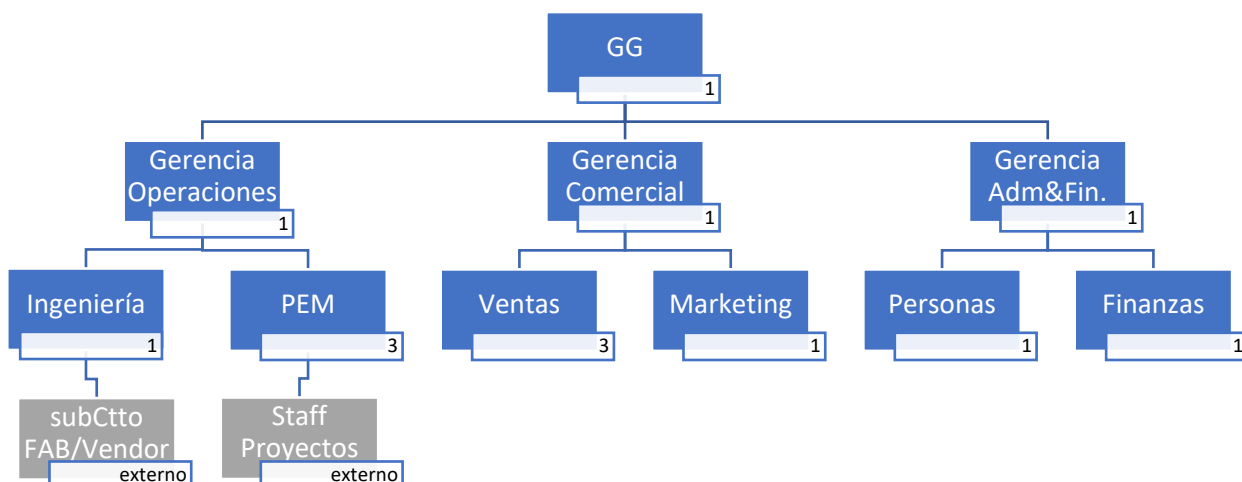 GG
1
Gerencia
Operaciones
1
Gerencia
Comercial
1
Gerencia
Adm&Fin.
1
Ingeniería
1
PEM
3
Ventas
3
Marketing
1
Personas
1
Finanzas
1
subCtto
FAB/Vendor
externo
Staff
Proyectos
externo